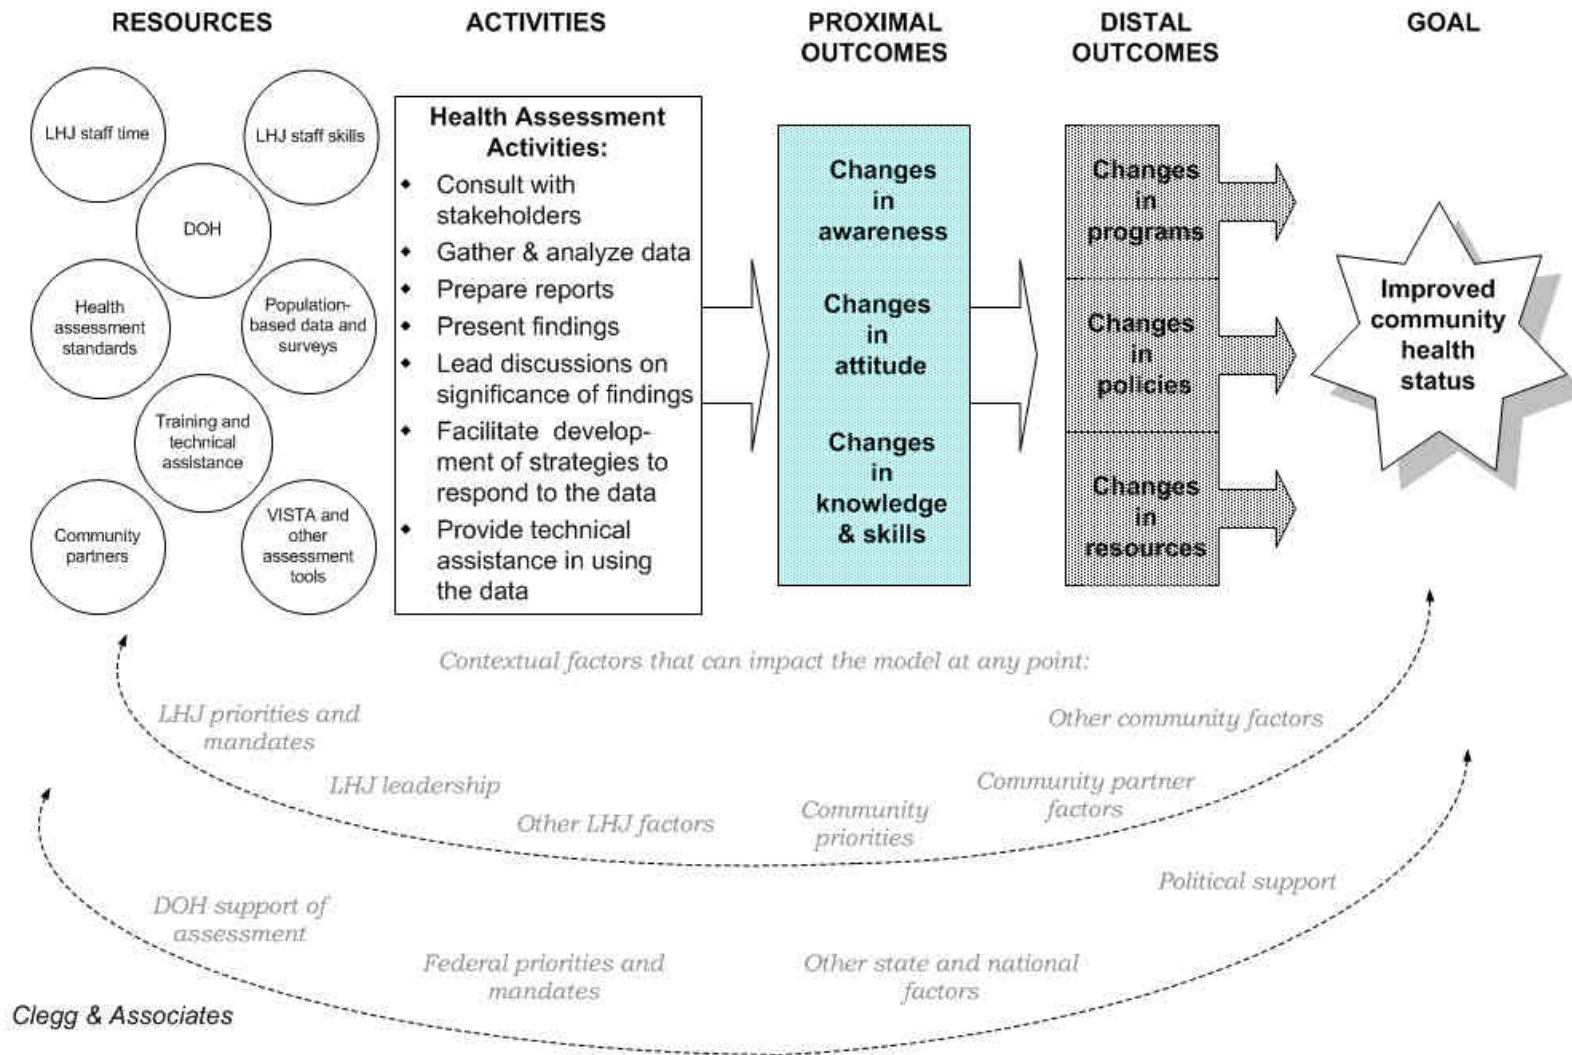 RESOURCES
ACTIVITIES
PROXIMAL
OUTCOMES
DISTAL
OUTCOMES
GOAL
LHJ staff time
LHJ staff skills
DOH
Health
assessment
standards
Population-
based data and
surveys
Training and
technical
assistance
Community
partners
VISTA and
other
assessment
tools
Health Assessment
Activities:
◆ Consult with
stakeholders
◆ Gather & analyze data
◆ Prepare reports
◆ Present findings
◆ Lead discussions on
significance of findings
◆ Facilitate develop-
ment of strategies to
respond to the data
◆ Provide technical
assistance in using
the data
Changes
in
awareness
Changes
in
attitude
Changes
in
knowledge
& skills
Changes
in
programs
Changes
in
policies
Changes
in
resources
Improved
community
health
status
Contextual factors that can impact the model at any point:
LHJ priorities and
mandates
LHJ leadership
Other LHJ factors
Community
priorities
Community partner
factors
Other community factors
DOH support of
assessment
Federal priorities and
mandates
Other state and national
factors
Political support
Clegg & Associates